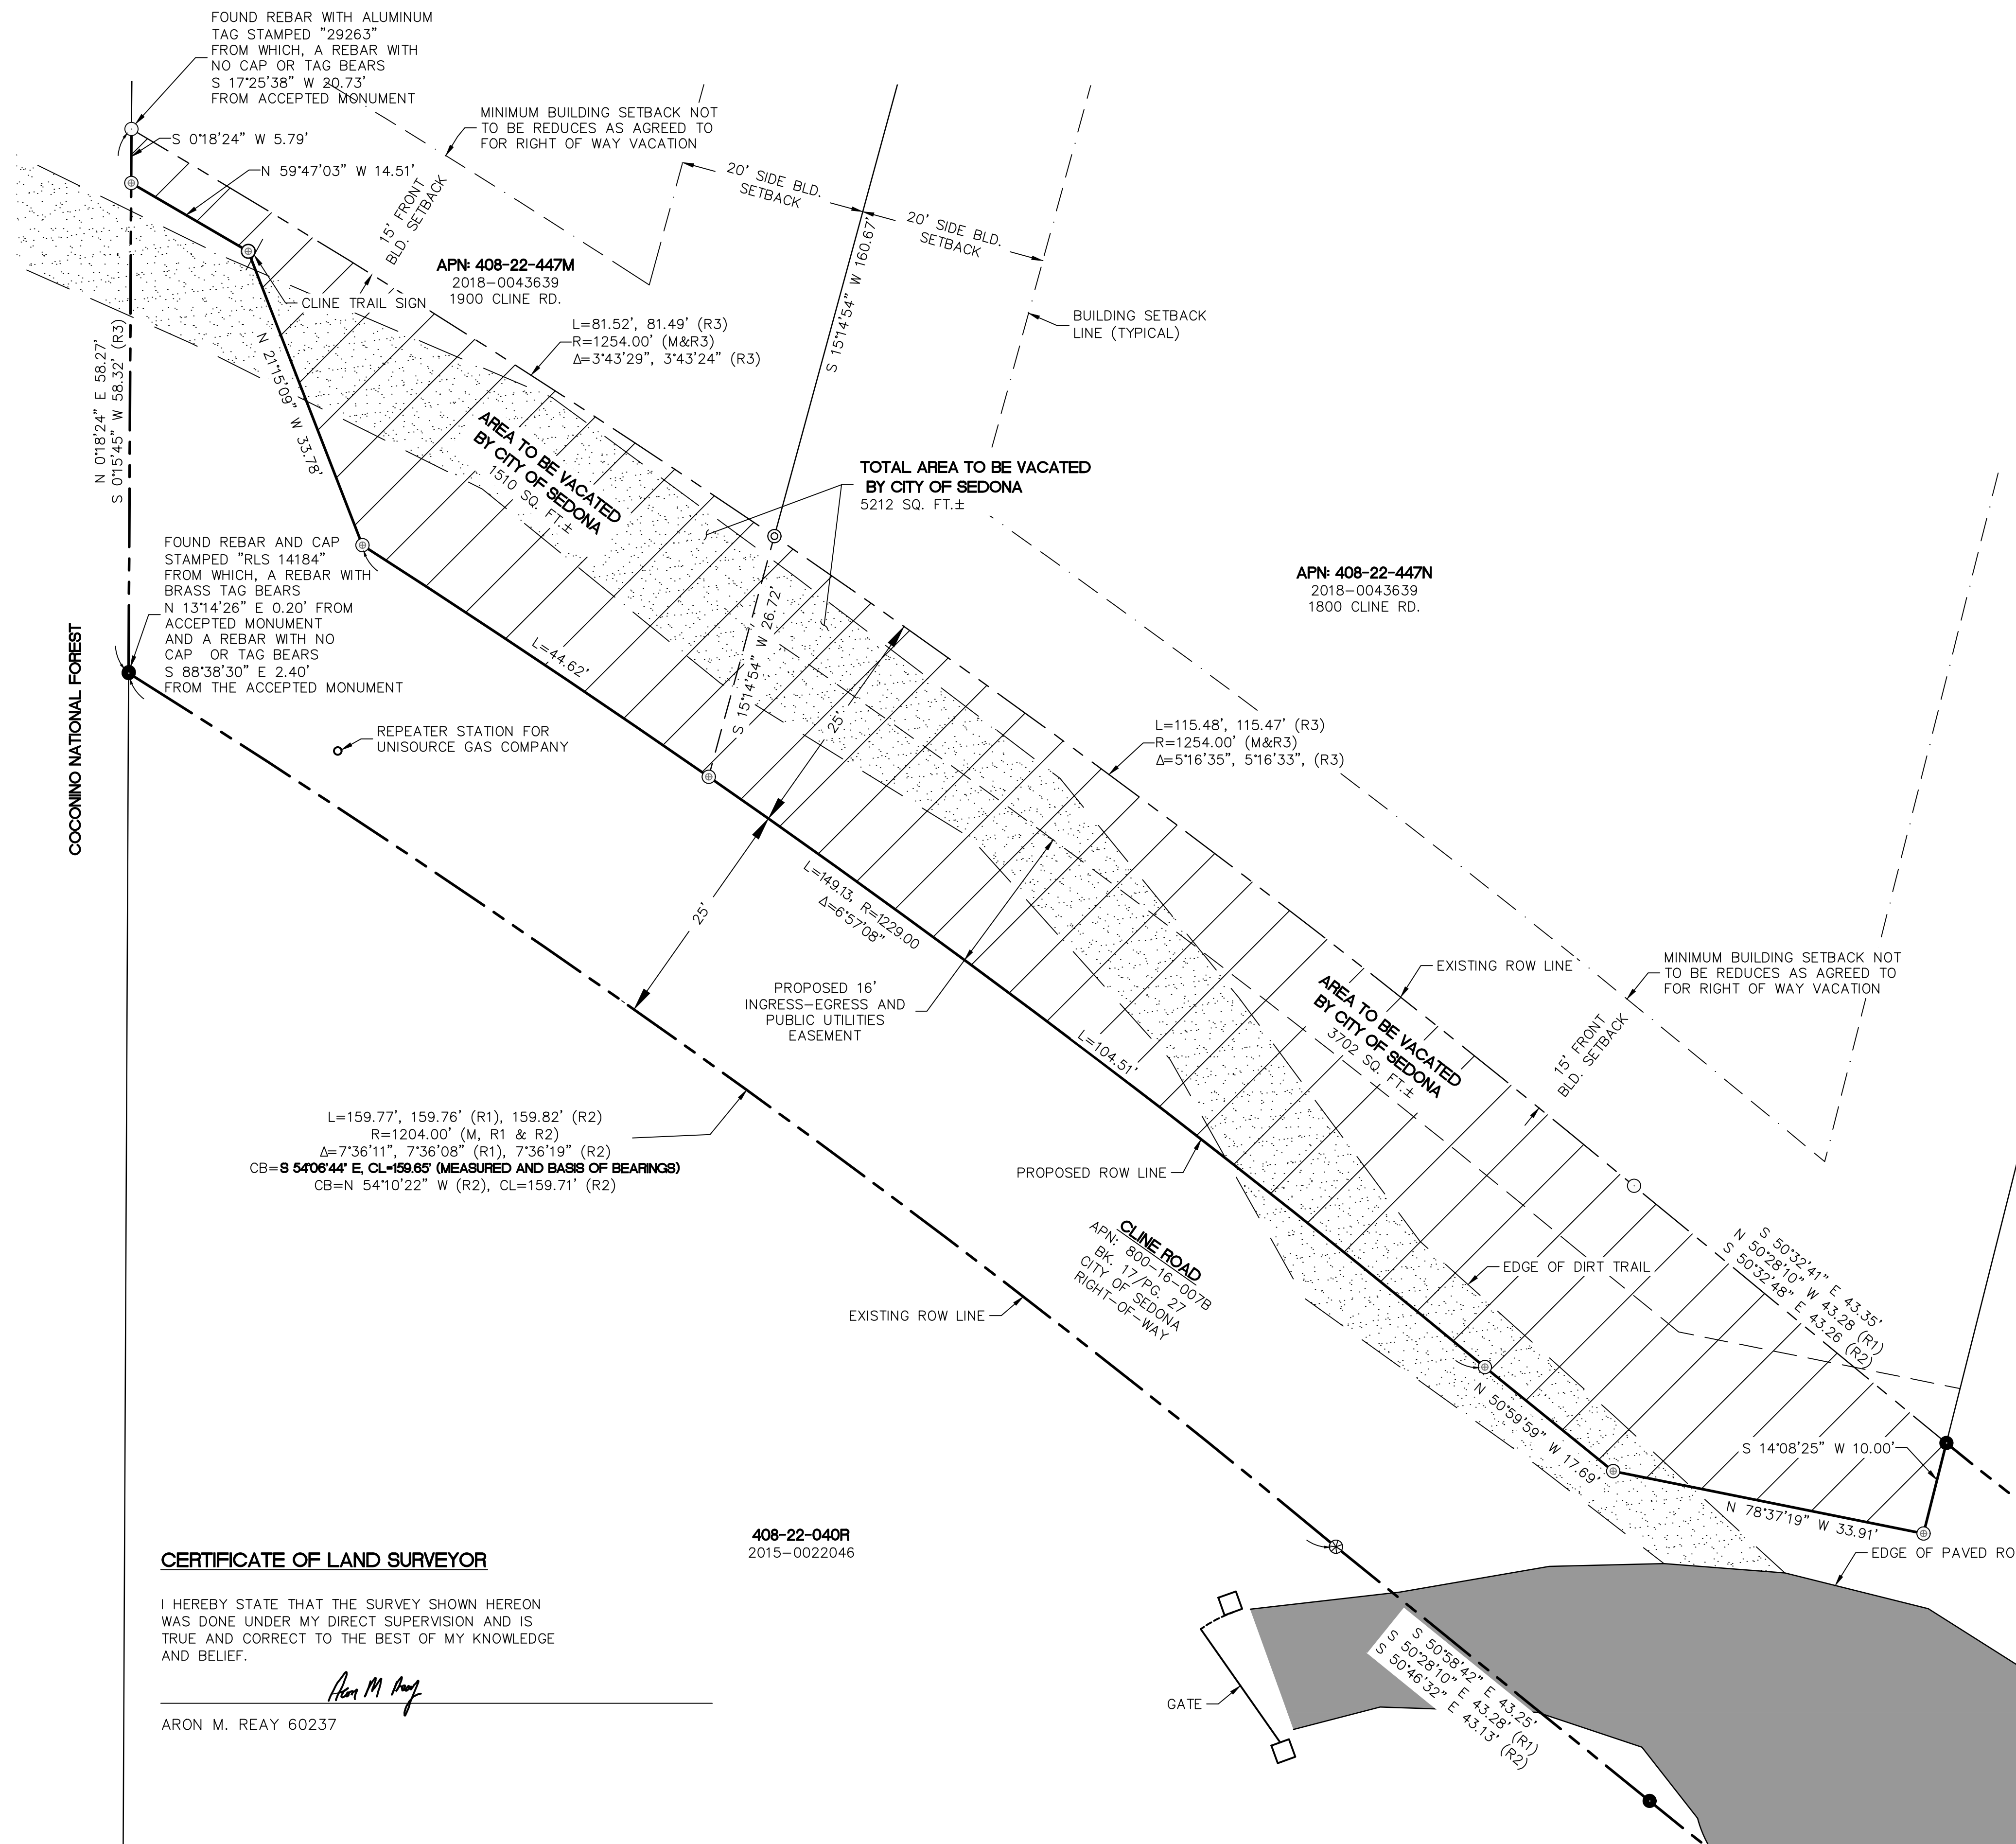 FOUND REBAR WITH ALUMINUM
TAG STAMPED "29263"
FROM WHICH, A REBAR WITH
NO CAP OR TAG BEARS
S 17°25'38" W 20.73'
FROM ACCEPTED MONUMENT
S 0°18'24" W 5.79'
N 59°47'03" W 14.51'
MINIMUM BUILDING SETBACK NOT
TO BE REDUCES AS AGREED TO
FOR RIGHT OF WAY VACATION
15' FRONT
BLD. SETBACK
20' SIDE BLD.
SETBACK
20' SIDE BLD.
SETBACK
S 15°14'54" W 160.67'
APN: 408-22-447M
2018-0043639
1900 CLINE RD.
CLINE TRAIL SIGN
L=81.52', 81.49' (R3)
R=1254.00' (M&R3)
Δ=3°43'29", 3°43'24" (R3)
BUILDING SETBACK
LINE (TYPICAL)
N 0°18'24" E 58.27'
S 0°15'45" W 58.32' (R3)
N 21°15'09" W 33.78'
AREA TO BE VACATED
BY CITY OF SEDONA
1510 SQ. FT.±
TOTAL AREA TO BE VACATED
BY CITY OF SEDONA
5212 SQ. FT.±
FOUND REBAR AND CAP
STAMPED "RLS 14184"
FROM WHICH, A REBAR WITH
BRASS TAG BEARS
N 13°14'26" E 0.20' FROM
ACCEPTED MONUMENT
AND A REBAR WITH NO
CAP OR TAG BEARS
S 88°38'30" E 2.40'
FROM THE ACCEPTED MONUMENT
APN: 408-22-447N
2018-0043639
1800 CLINE RD.
COCONINO NATIONAL FOREST
L=44.62'
S 15°14'54" W 26.72'
25'
REPEATER STATION FOR
UNISOURCE GAS COMPANY
L=115.48', 115.47' (R3)
R=1254.00' (M&R3)
Δ=5°16'35", 5°16'33", (R3)
25'
L=149.13, R=1229.00
Δ=6°57'08"
PROPOSED 16'
INGRESS-EGRESS AND
PUBLIC UTILITIES
EASEMENT
EXISTING ROW LINE
MINIMUM BUILDING SETBACK NOT
TO BE REDUCES AS AGREED TO
FOR RIGHT OF WAY VACATION
AREA TO BE VACATED
BY CITY OF SEDONA
3702 SQ. FT.±
15' FRONT
BLD. SETBACK
L=104.51'
L=159.77', 159.76' (R1), 159.82' (R2)
R=1204.00' (M, R1 & R2)
Δ=7°36'11", 7°36'08" (R1), 7°36'19" (R2)
CB=S 54°06'44" E, CL=159.65' (MEASURED AND BASIS OF BEARINGS)
CB=N 54°10'22" W (R2), CL=159.71' (R2)
PROPOSED ROW LINE
CLINE ROAD
APN: 800-16-007B
BK. 17/PG. 27
CITY OF SEDONA
RIGHT-OF-WAY
EDGE OF DIRT TRAIL
S 50°32'41" E 43.35'
N 50°28'10" W 43.28 (R1)
S 50°32'48" E 43.26 (R2)
EXISTING ROW LINE
N 50°59'59" W 17.69'
S 14°08'25" W 10.00'
N 78°37'19" W 33.91'
EDGE OF PAVED RO
408-22-040R
2015-0022046
CERTIFICATE OF LAND SURVEYOR
I HEREBY STATE THAT THE SURVEY SHOWN HEREON
WAS DONE UNDER MY DIRECT SUPERVISION AND IS
TRUE AND CORRECT TO THE BEST OF MY KNOWLEDGE
AND BELIEF.
Aron M Reay
ARON M. REAY 60237
GATE
S 50°58'42" E 43.25'
S 50°28'10" E 43.28' (R1)
S 50°46'32" E 43.13' (R2)